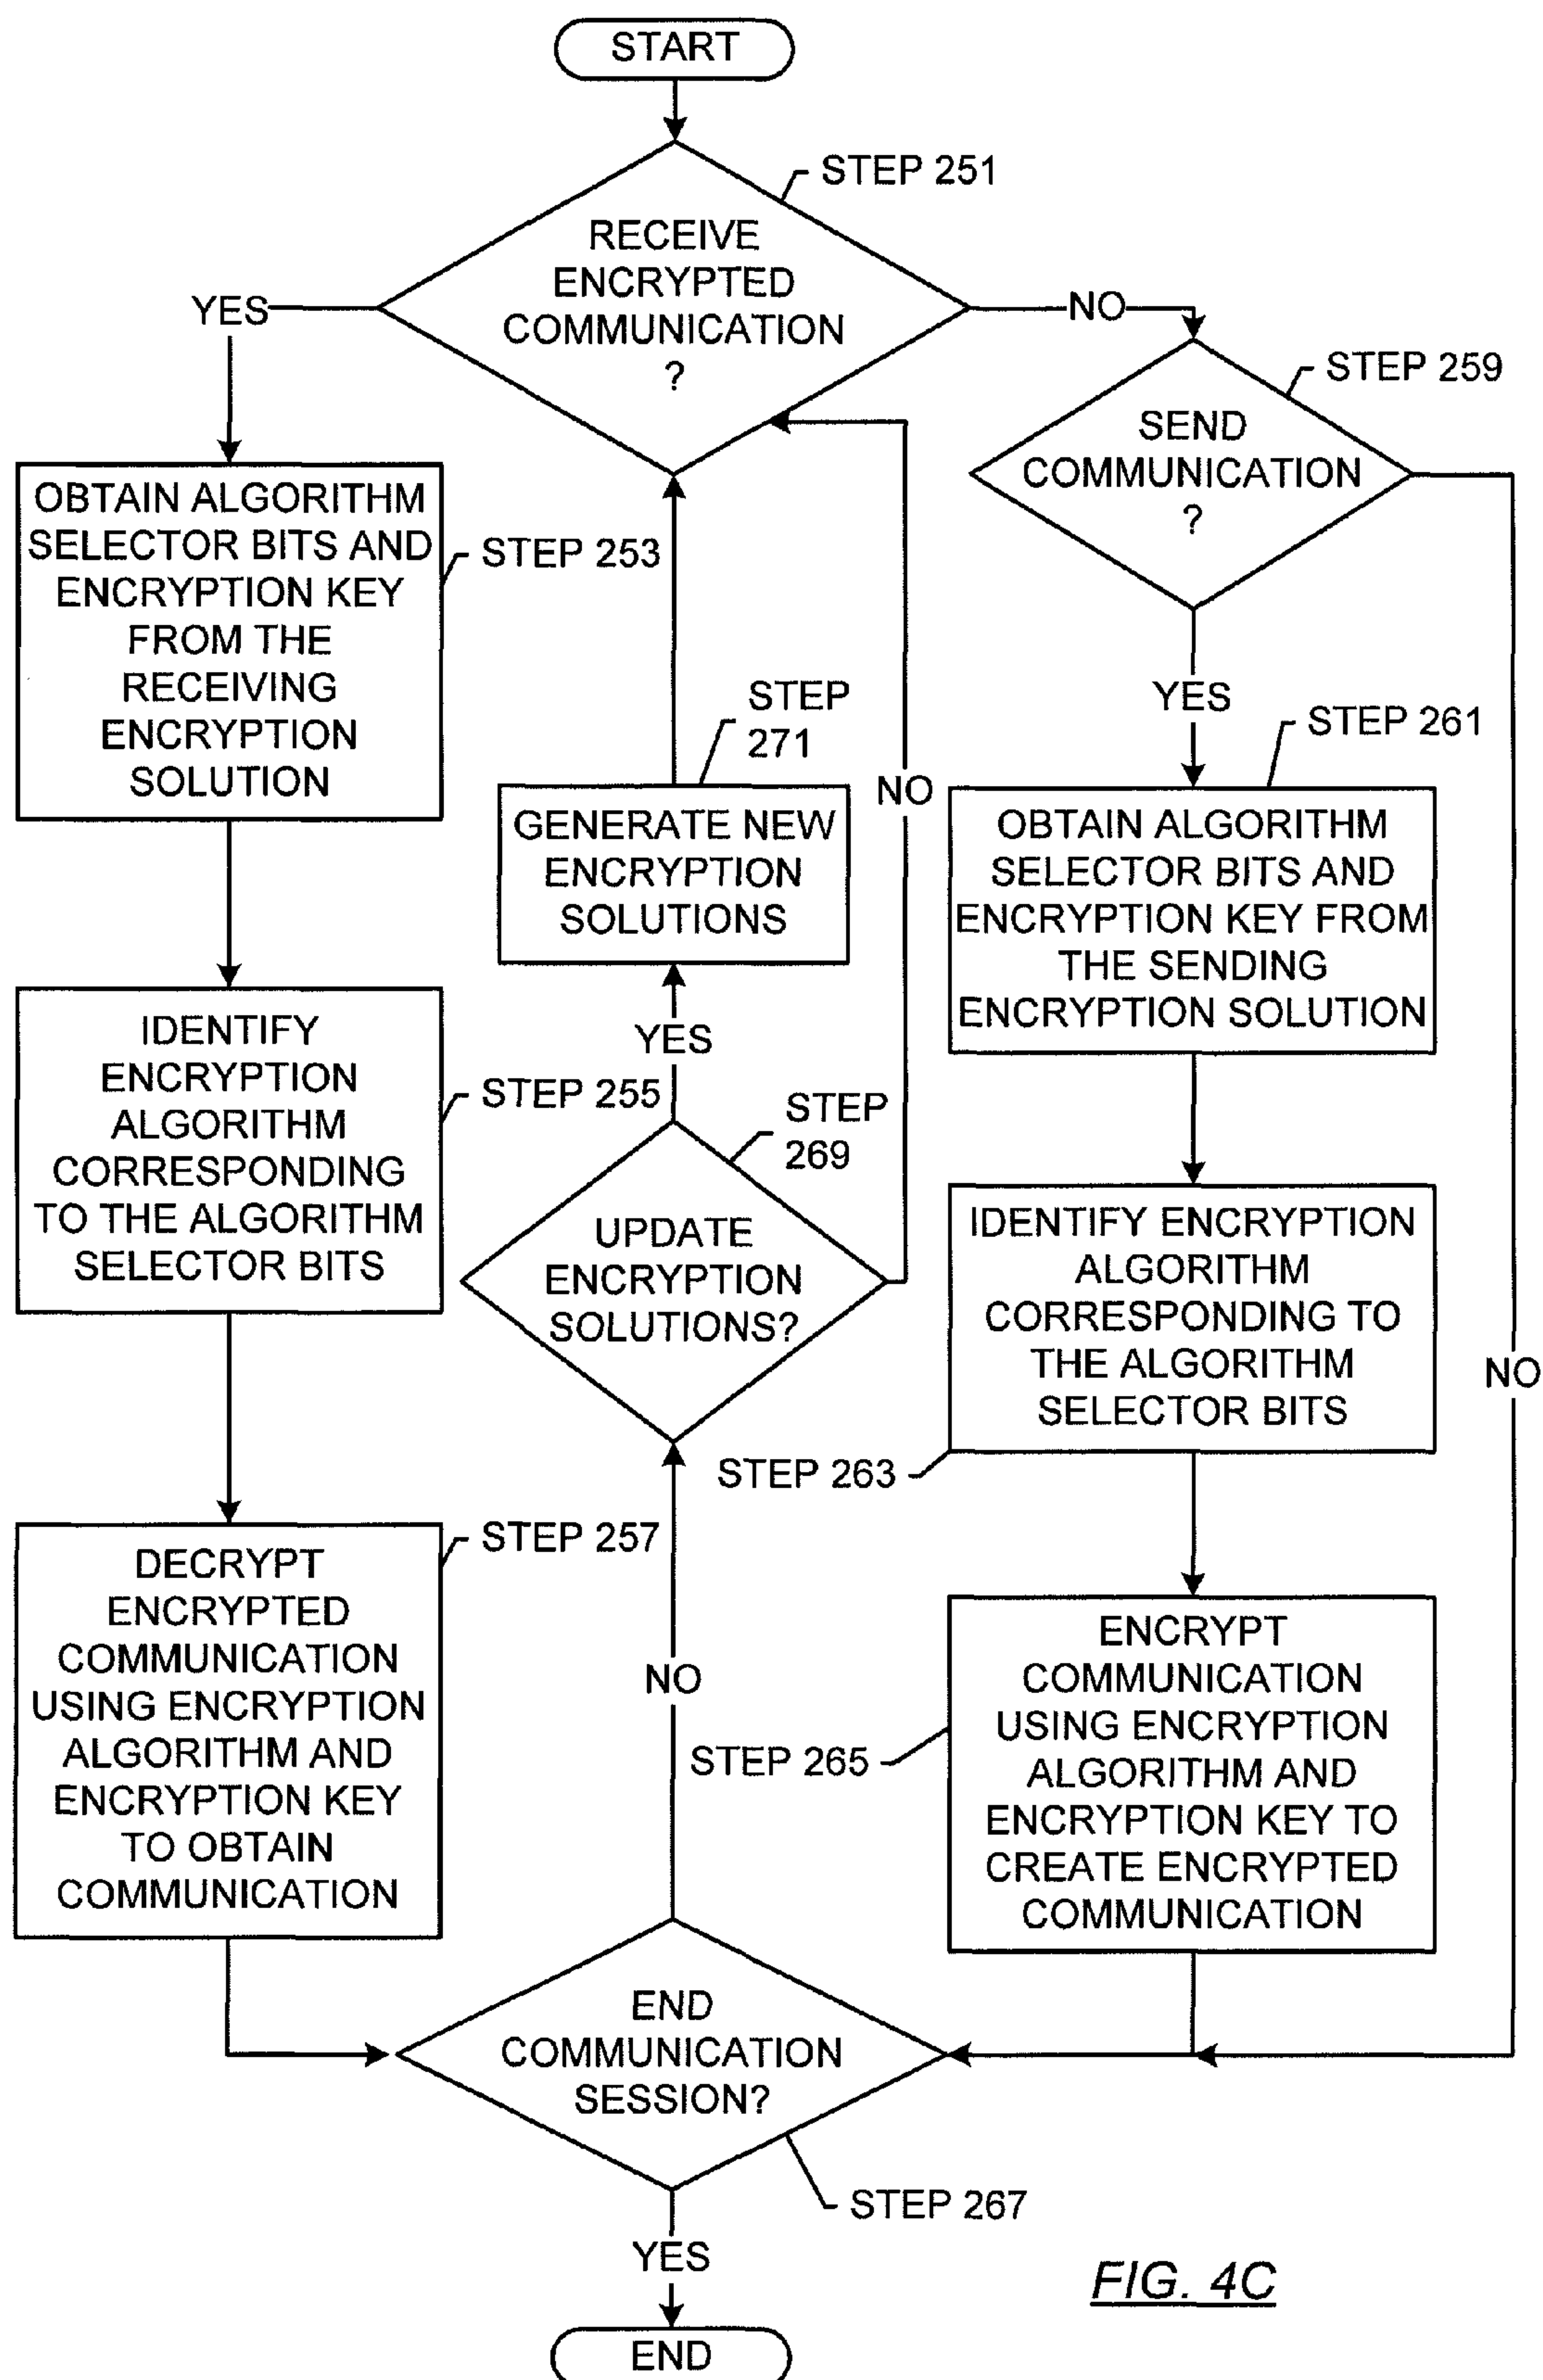 START
STEP 251
RECEIVE
ENCRYPTED
COMMUNICATION
?
YES
NO
STEP 259
SEND
COMMUNICATION
?
OBTAIN ALGORITHM
SELECTOR BITS AND
ENCRYPTION KEY
FROM THE
RECEIVING
ENCRYPTION
SOLUTION
STEP 253
STEP
271
GENERATE NEW
ENCRYPTION
SOLUTIONS
NO
YES
STEP 261
OBTAIN ALGORITHM
SELECTOR BITS AND
ENCRYPTION KEY FROM
THE SENDING
ENCRYPTION SOLUTION
IDENTIFY
ENCRYPTION
ALGORITHM
CORRESPONDING
TO THE ALGORITHM
SELECTOR BITS
STEP 255
YES
STEP
269
UPDATE
ENCRYPTION
SOLUTIONS?
IDENTIFY ENCRYPTION
ALGORITHM
CORRESPONDING TO
THE ALGORITHM
SELECTOR BITS
NO
STEP 263
DECRYPT
ENCRYPTED
COMMUNICATION
USING ENCRYPTION
ALGORITHM AND
ENCRYPTION KEY
TO OBTAIN
COMMUNICATION
STEP 257
NO
STEP 265
ENCRYPT
COMMUNICATION
USING ENCRYPTION
ALGORITHM AND
ENCRYPTION KEY TO
CREATE ENCRYPTED
COMMUNICATION
END
COMMUNICATION
SESSION?
STEP 267
YES
END
FIG. 4C